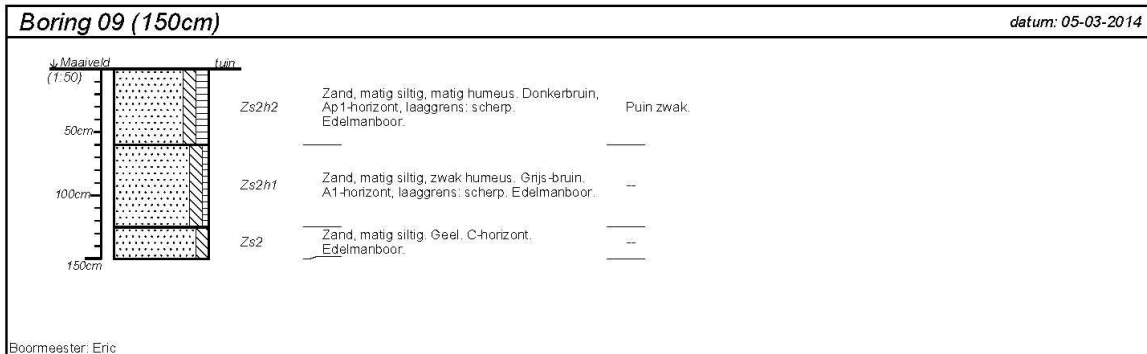 Boring 09 (150cm)
datum: 05-03-2014
Maaiveld
tuin
(1:50)
Zs2h2
Zand, matig siltig, matig humeus. Donkerbruin,
Ap1-horizont, laaggrens: scherp.
Edelmanboor.
Puin zwak.
50cm
Zs2h1
Zand, matig siltig, zwak humeus. Grijs-bruin.
A1-horizont, laaggrens: scherp. Edelmanboor.
--
100cm
Zs2
Zand, matig siltig. Geel. C-horizont.
Edelmanboor.
--
150cm
Boormeester: Eric